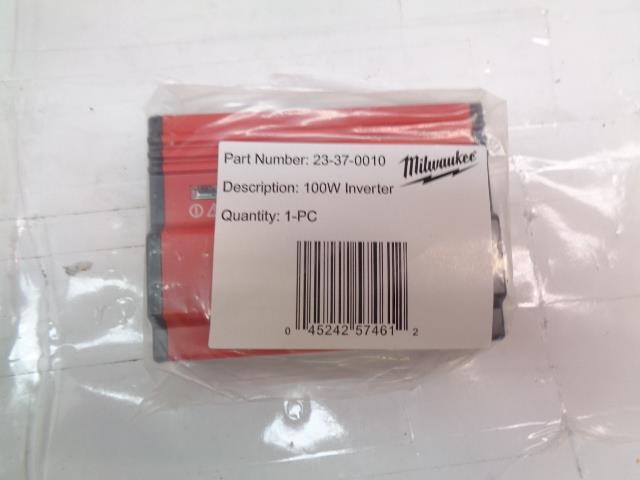 Part Number: 23-37-0010
Milwaukee
Description: 100W Inverter
Quantity: 1-PC
0 45242 57461 2